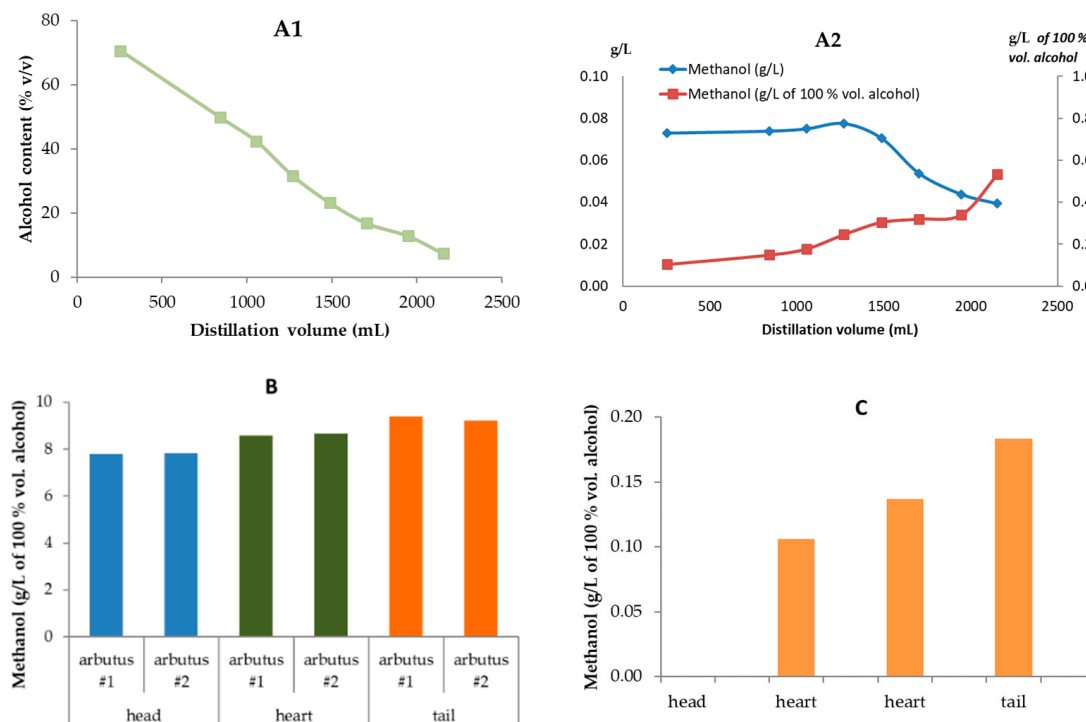 A1
Alcohol content (% v/v)
80
60
40
20
0
0 500 1000 1500 2000 2500
Distillation volume (mL)
A2
g/L
g/L of 100 %
vol. alcohol
Methanol (g/L)
Methanol (g/L of 100 % vol. alcohol)
0.10
0.08
0.06
0.04
0.02
0.00
0 500 1000 1500 2000 2500
Distillation volume (mL)
B
Methanol (g/L of 100 % vol. alcohol)
10
8
6
4
2
0
arbutus arbutus arbutus arbutus arbutus arbutus
#1 #2 #1 #2 #1 #2
head heart tail
C
Methanol (g/L of 100 % vol. alcohol)
0.20
0.15
0.10
0.05
0.00
head heart heart tail